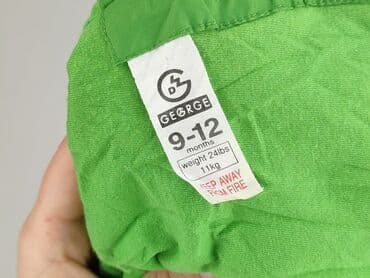 GEORGE
9-12
months
weight 24lbs
11kg
KEEP AWAY
FROM FIRE